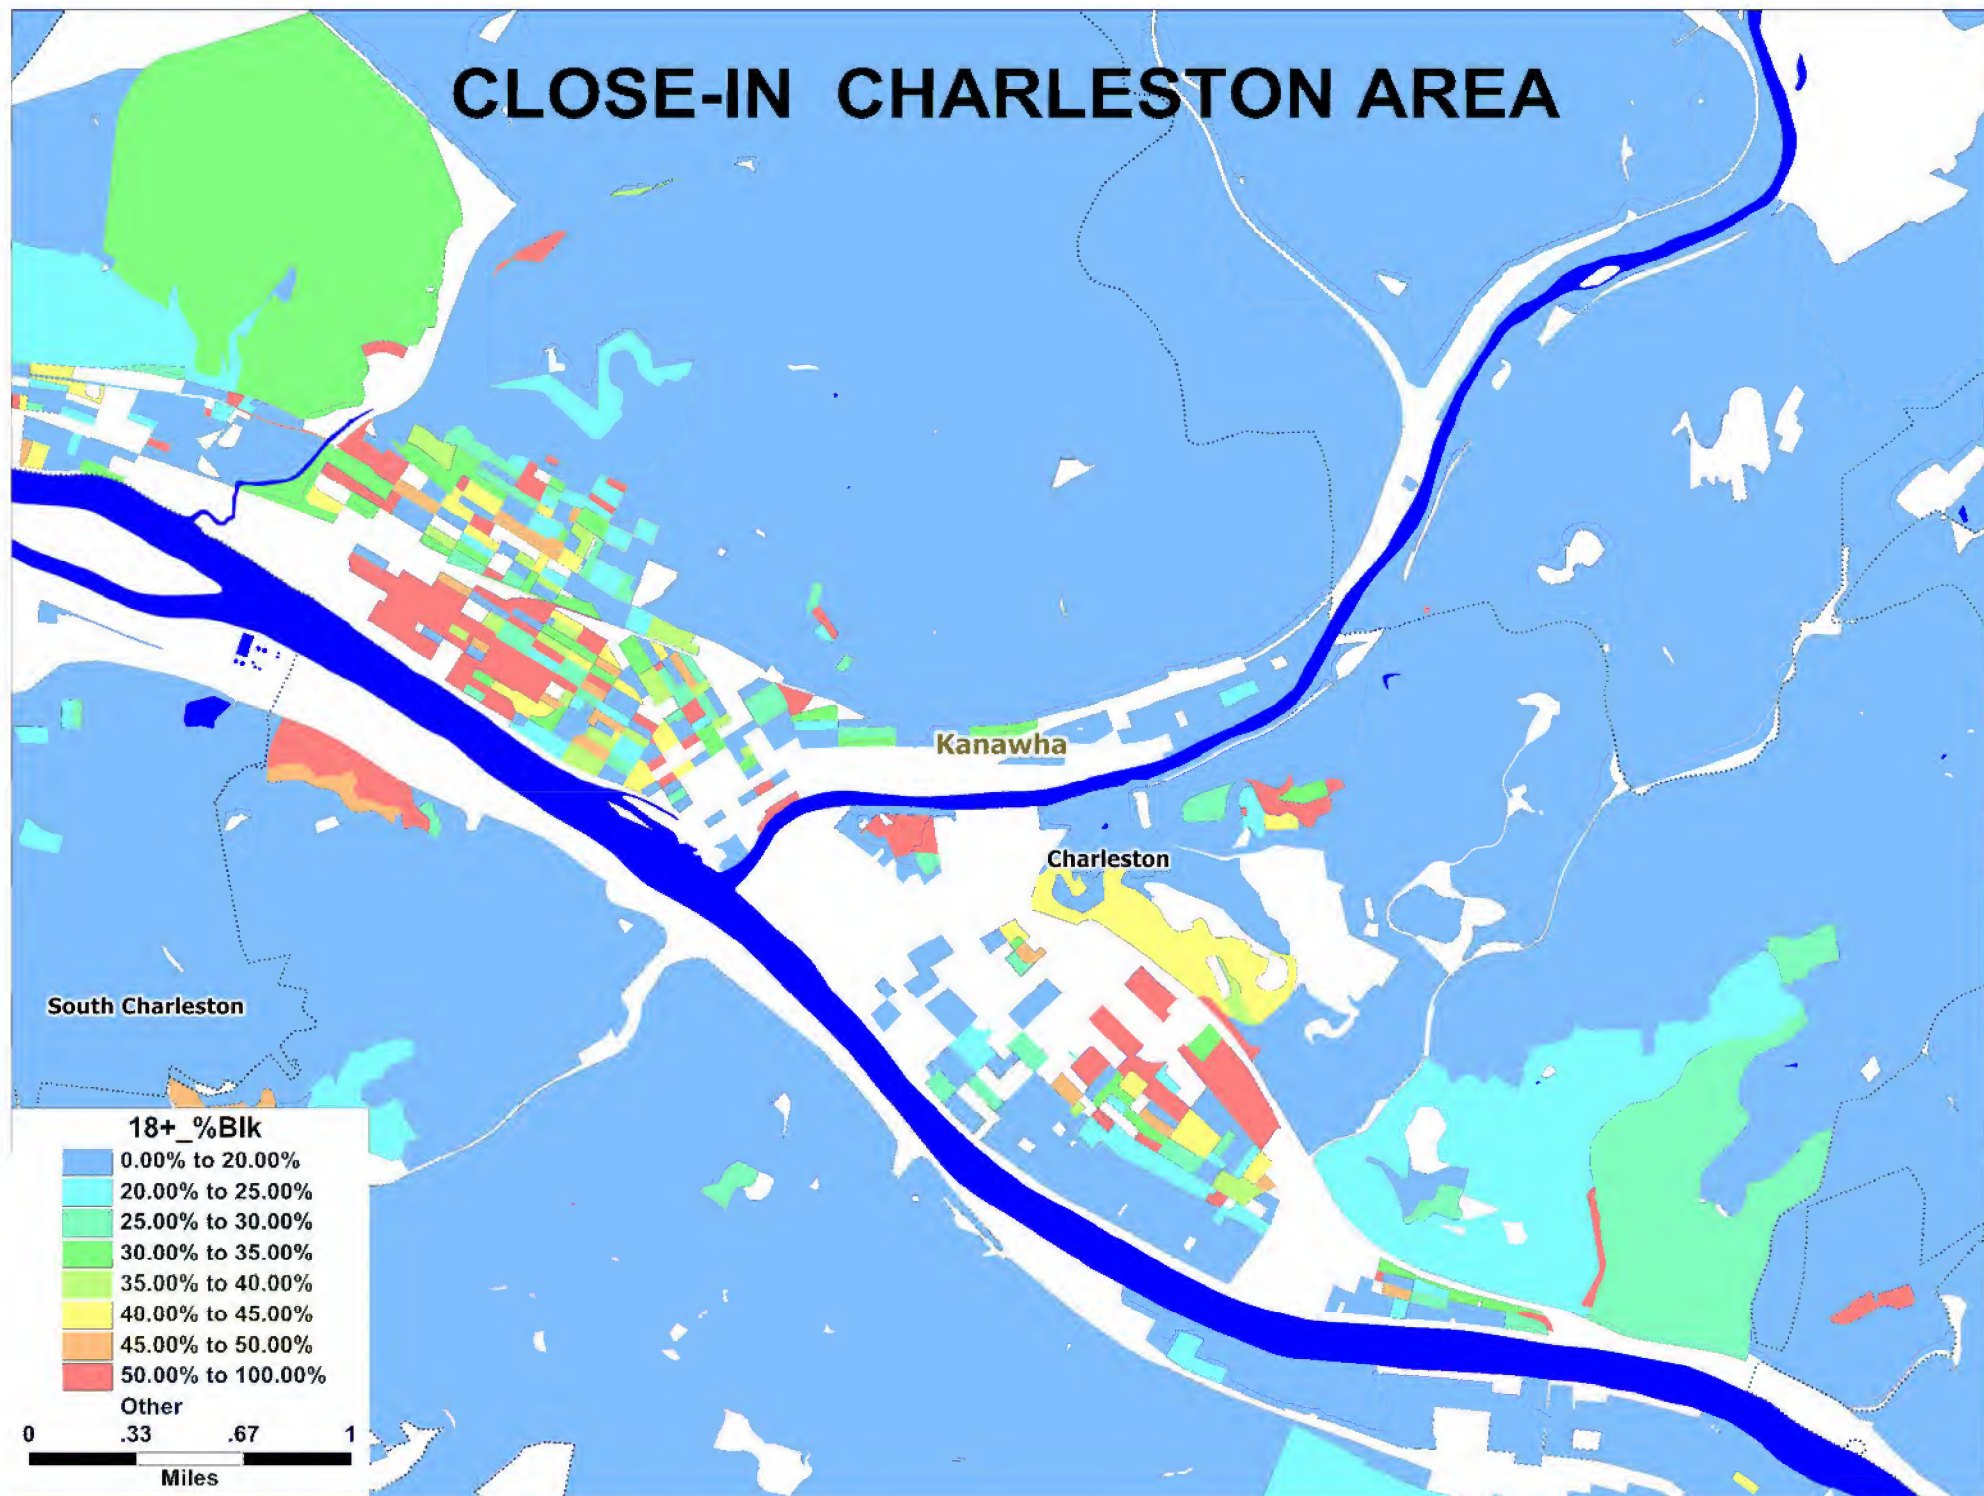 CLOSE-IN CHARLESTON AREA
Kanawha
Charleston
South Charleston
18+_%Blk
0.00% to 20.00%
20.00% to 25.00%
25.00% to 30.00%
30.00% to 35.00%
35.00% to 40.00%
40.00% to 45.00%
45.00% to 50.00%
50.00% to 100.00%
Other
0 .33 .67 1
Miles